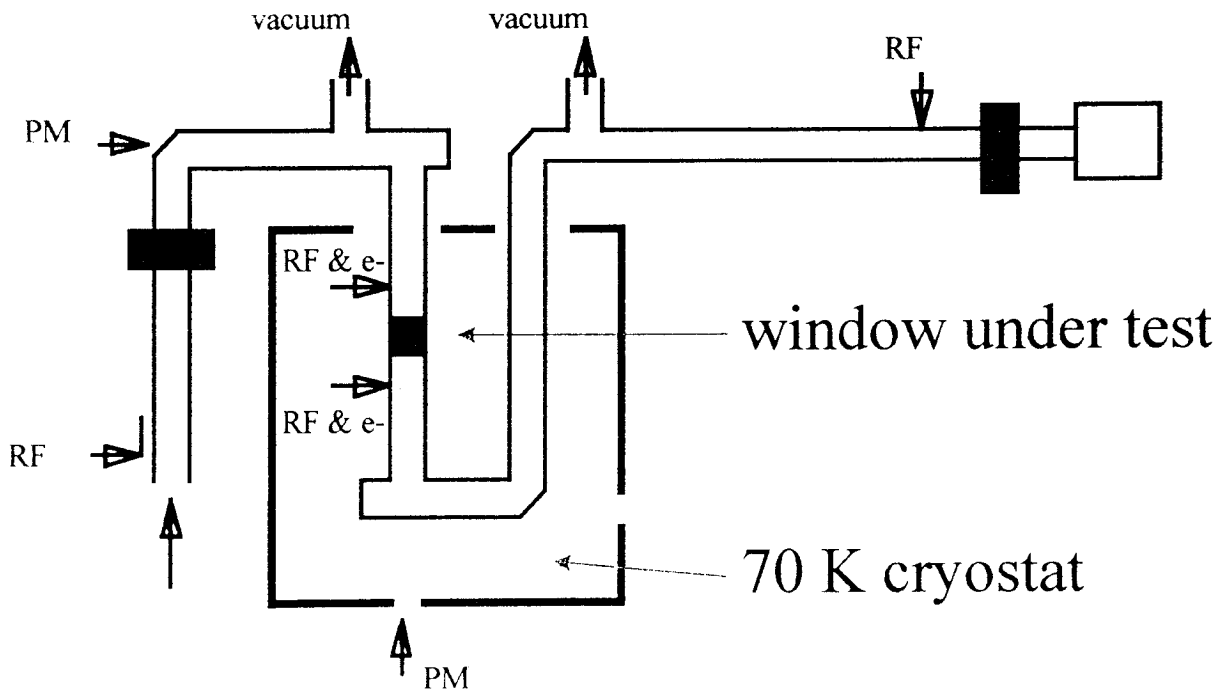 vacuum
vacuum
RF
PM
RF & e-
window under test
RF & e-
RF
70 K cryostat
PM